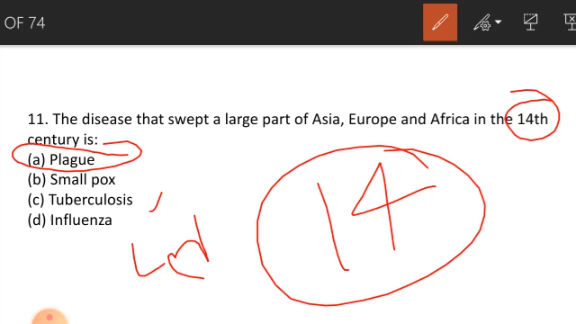 OF 74
11. The disease that swept a large part of Asia, Europe and Africa in the 14th
century is:
(a) Plague
(b) Small pox
(c) Tuberculosis
(d) Influenza
14